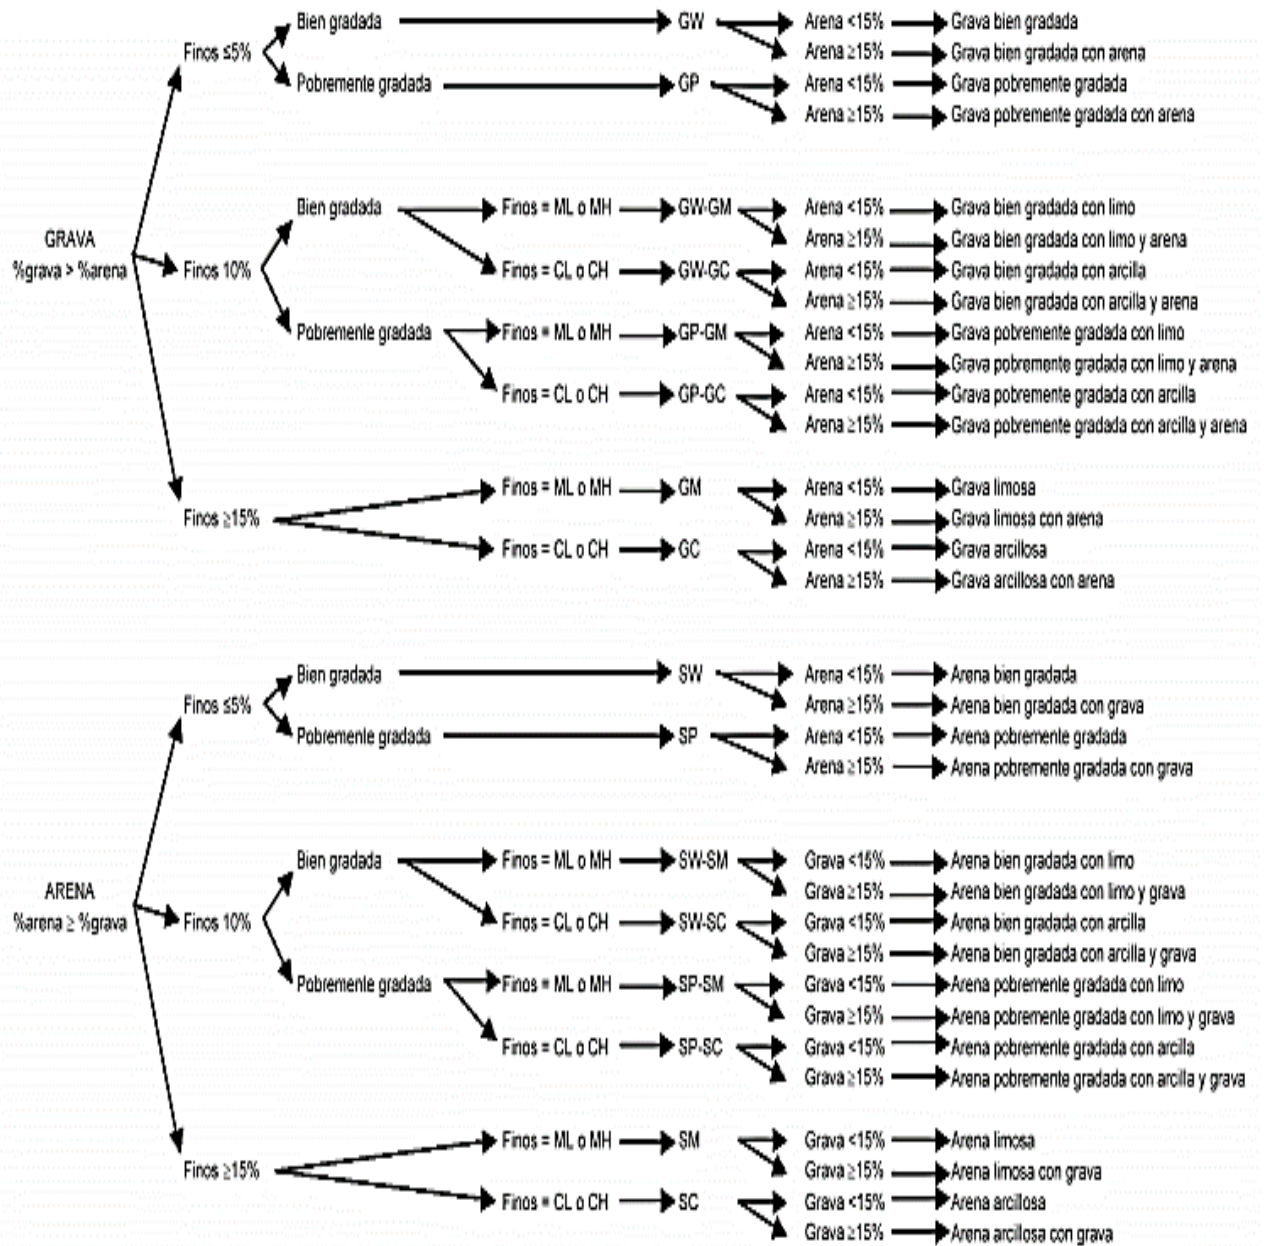 Bien gradada GW Arena <15% Grava bien gradada
Finos ≤5% Arena ≥15% Grava bien gradada con arena
Pobremente gradada GP Arena <15% Grava pobremente gradada
Arena ≥15% Grava pobremente gradada con arena
Bien gradada Finos = ML o MH GW-GM Arena <15% Grava bien gradada con limo
GRAVA Arena ≥15% Grava bien gradada con limo y arena
%grava > %arena Finos 10% Finos = CL o CH GW-GC Arena <15% Grava bien gradada con arcilla
Arena ≥15% Grava bien gradada con arcilla y arena
Pobremente gradada Finos = ML o MH GP-GM Arena <15% Grava pobremente gradada con limo
Arena ≥15% Grava pobremente gradada con limo y arena
Finos = CL o CH GP-GC Arena <15% Grava pobremente gradada con arcilla
Arena ≥15% Grava pobremente gradada con arcilla y arena
Finos = ML o MH GM Arena <15% Grava limosa
Finos ≥15% Arena ≥15% Grava limosa con arena
Finos = CL o CH GC Arena <15% Grava arcillosa
Arena ≥15% Grava arcillosa con arena
Bien gradada SW Arena <15% Arena bien gradada
Finos ≤5% Arena ≥15% Arena bien gradada con grava
Pobremente gradada SP Arena <15% Arena pobremente gradada
Arena ≥15% Arena pobremente gradada con grava
Bien gradada Finos = ML o MH SW-SM Grava <15% Arena bien gradada con limo
ARENA Grava ≥15% Arena bien gradada con limo y grava
%arena ≥ %grava Finos 10% Finos = CL o CH SW-SC Grava <15% Arena bien gradada con arcilla
Grava ≥15% Arena bien gradada con arcilla y grava
Pobremente gradada Finos = ML o MH SP-SM Grava <15% Arena pobremente gradada con limo
Grava ≥15% Arena pobremente gradada con limo y grava
Finos = CL o CH SP-SC Grava <15% Arena pobremente gradada con arcilla
Grava ≥15% Arena pobremente gradada con arcilla y grava
Finos = ML o MH SM Grava <15% Arena limosa
Finos ≥15% Grava ≥15% Arena limosa con grava
Finos = CL o CH SC Grava <15% Arena arcillosa
Grava ≥15% Arena arcillosa con grava